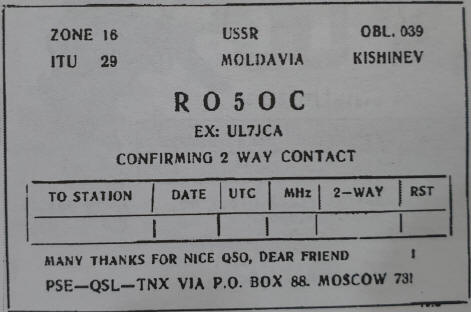 ZONE 16 USSR OBL. 039
ITU 29 MOLDAVIA KISHINEV
RO5OC
EX: UL7JCA
CONFIRMING 2 WAY CONTACT
TO STATION DATE UTC MHz 2-WAY RST
MANY THANKS FOR NICE QSO, DEAR FRIEND !
PSE—QSL—TNX VIA P.O. BOX 88. MOSCOW 73!